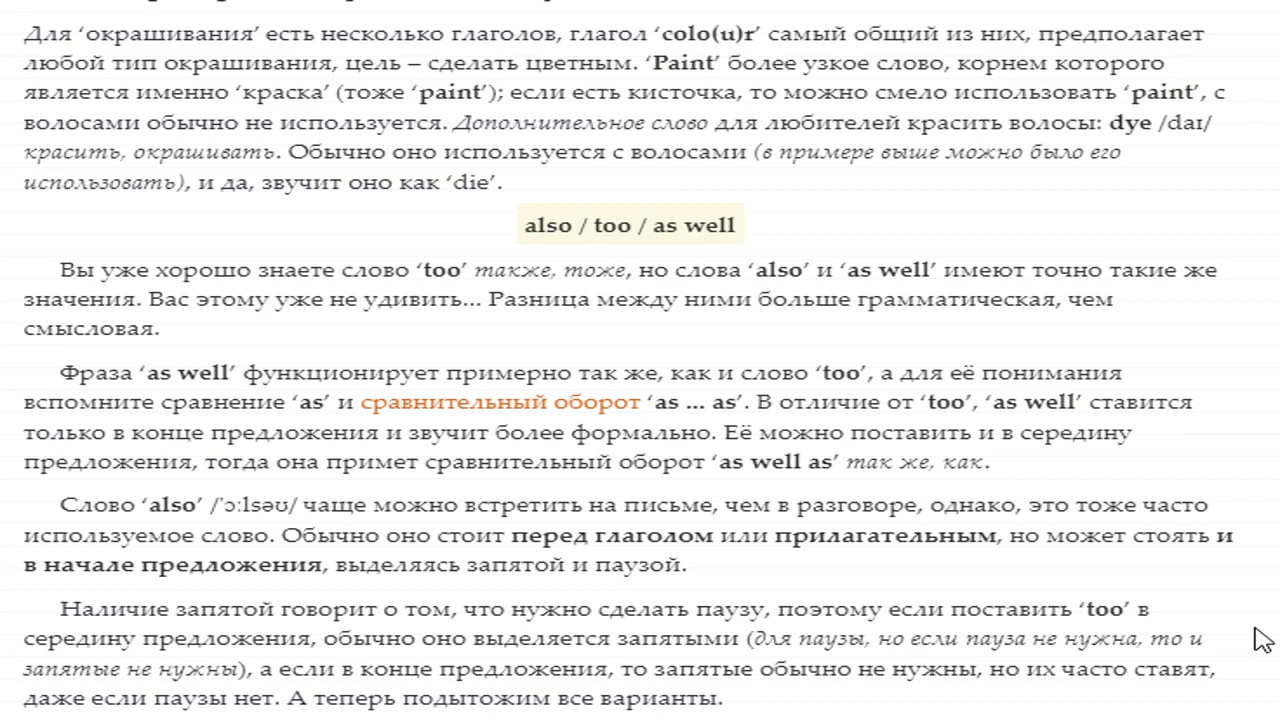 Для ‘окрашивания’ есть несколько глаголов, глагол ‘colo(u)r’ самый общий из них, предполагает
любой тип окрашивания, цель – сделать цветным. ‘Paint’ более узкое слово, корнем которого
является именно ‘краска’ (тоже ‘paint’); если есть кисточка, то можно смело использовать ‘paint’, с
волосами обычно не используется. Дополнительное слово для любителей красить волосы: dye /daɪ/
красить, окрашивать. Обычно оно используется с волосами (в примере выше можно было его
использовать), и да, звучит оно как ‘die’.
also / too / as well
Вы уже хорошо знаете слово ‘too’ также, тоже, но слова ‘also’ и ‘as well’ имеют точно такие же
значения. Вас этому уже не удивить... Разница между ними больше грамматическая, чем
смысловая.
Фраза ‘as well’ функционирует примерно так же, как и слово ‘too’, а для её понимания
вспомните сравнение ‘as’ и сравнительный оборот ‘as ... as’. В отличие от ‘too’, ‘as well’ ставится
только в конце предложения и звучит более формально. Её можно поставить и в середину
предложения, тогда она примет сравнительный оборот ‘as well as’ так же, как.
Слово ‘also’ /ˈɔːlsəʊ/ чаще можно встретить на письме, чем в разговоре, однако, это тоже часто
используемое слово. Обычно оно стоит перед глаголом или прилагательным, но может стоять и
в начале предложения, выделяясь запятой и паузой.
Наличие запятой говорит о том, что нужно сделать паузу, поэтому если поставить ‘too’ в
середину предложения, обычно оно выделяется запятыми (для паузы, но если пауза не нужна, то и
запятые не нужны), а если в конце предложения, то запятые обычно не нужны, но их часто ставят,
даже если паузы нет. А теперь подытожим все варианты.